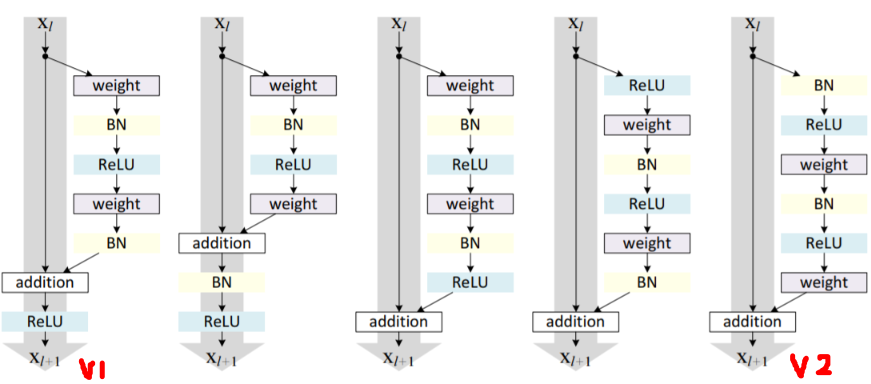 x_l
weight
BN
ReLU
weight
BN
addition
ReLU
x_{l+1}
V1
x_l
weight
BN
ReLU
weight
addition
BN
ReLU
x_{l+1}
x_l
weight
BN
ReLU
weight
BN
ReLU
addition
x_{l+1}
x_l
ReLU
weight
BN
ReLU
weight
BN
addition
x_{l+1}
x_l
BN
ReLU
weight
BN
ReLU
weight
addition
x_{l+1}
V2